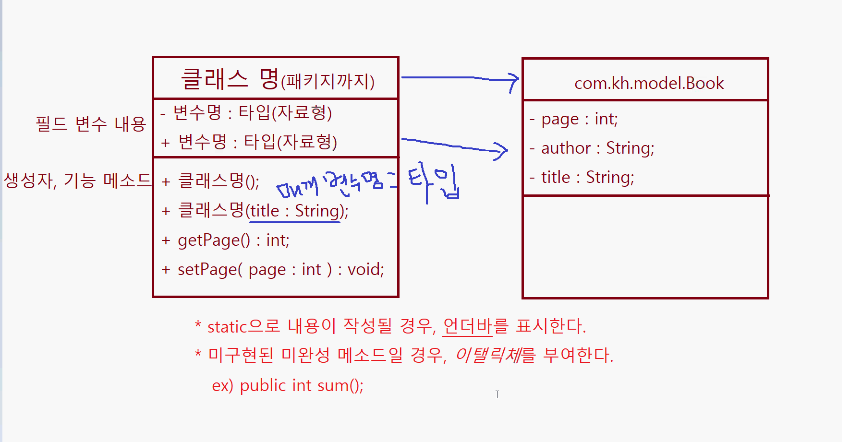 클래스 명(패키지까지)
com.kh.model.Book
필드 변수 내용
- 변수명 : 타입(자료형)
+ 변수명 : 타입(자료형)
- page : int;
- author : String;
- title : String;
생성자, 기능 메소드
+ 클래스명();
매개변수명 : 타입
+ 클래스명(title : String);
+ getPage() : int;
+ setPage( page : int ) : void;
* static으로 내용이 작성될 경우, 언더바를 표시한다.
* 미구현된 미완성 메소드일 경우, 이탤릭체를 부여한다.
ex) public int sum();